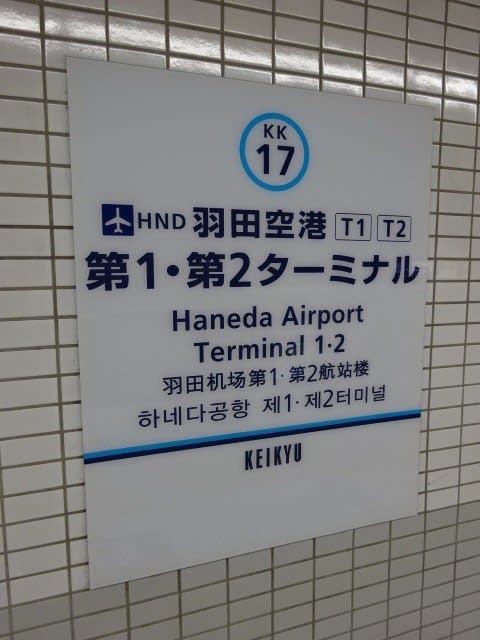 KK
17
HND 羽田空港 T1 T2
第1・第2ターミナル
Haneda Airport
Terminal 1·2
羽田机场第1·第2航站楼
하네다공항 제1·제2터미널
KEIKYU